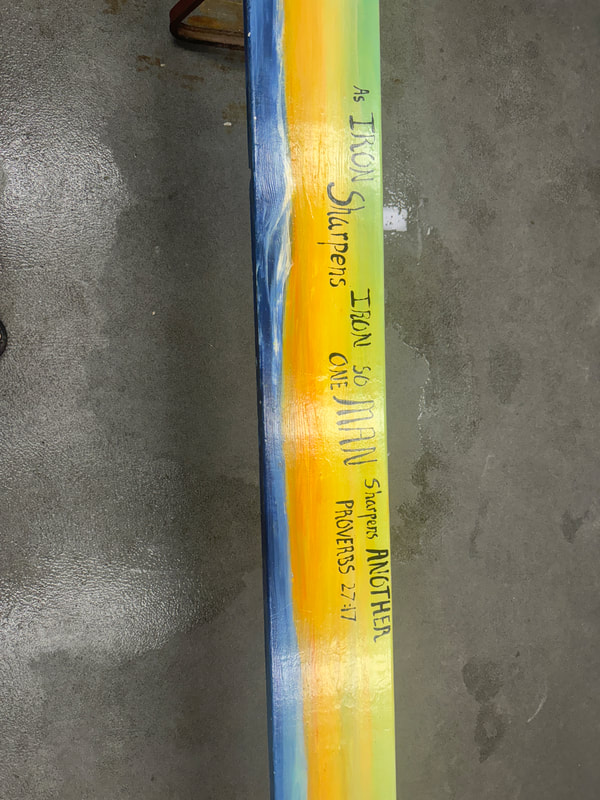 As IRON Sharpens IRON SO ONE MAN Sharpens ANOTHER
PROVERBS 27:17